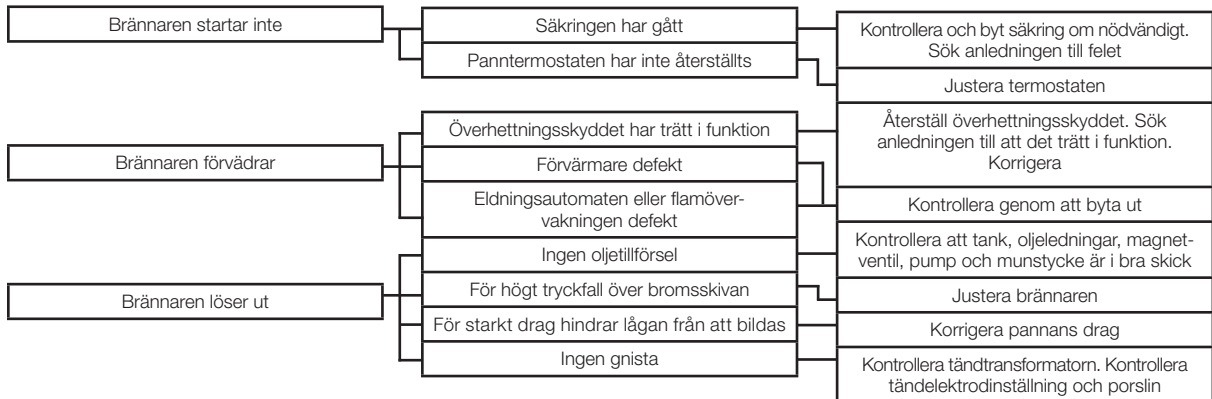 Brännaren startar inte
Säkringen har gått
Kontrollera och byt säkring om nödvändigt.
Sök anledningen till felet
Panntermostaten har inte återställts
Justera termostaten
Brännaren förvädrar
Överhettningsskyddet har trätt i funktion
Återställ överhettningsskyddet. Sök
anledningen till att det trätt i funktion.
Korrigera
Förvärmare defekt
Eldningsautomaten eller flamöver-
vakningen defekt
Kontrollera genom att byta ut
Brännaren löser ut
Ingen oljetillförsel
Kontrollera att tank, oljeledningar, magnet-
ventil, pump och munstycke är i bra skick
För högt tryckfall över bromsskivan
Justera brännaren
För starkt drag hindrar lågan från att bildas
Korrigera pannans drag
Ingen gnista
Kontrollera tändtransformatorn. Kontrollera
tändelektrodinställning och porslin